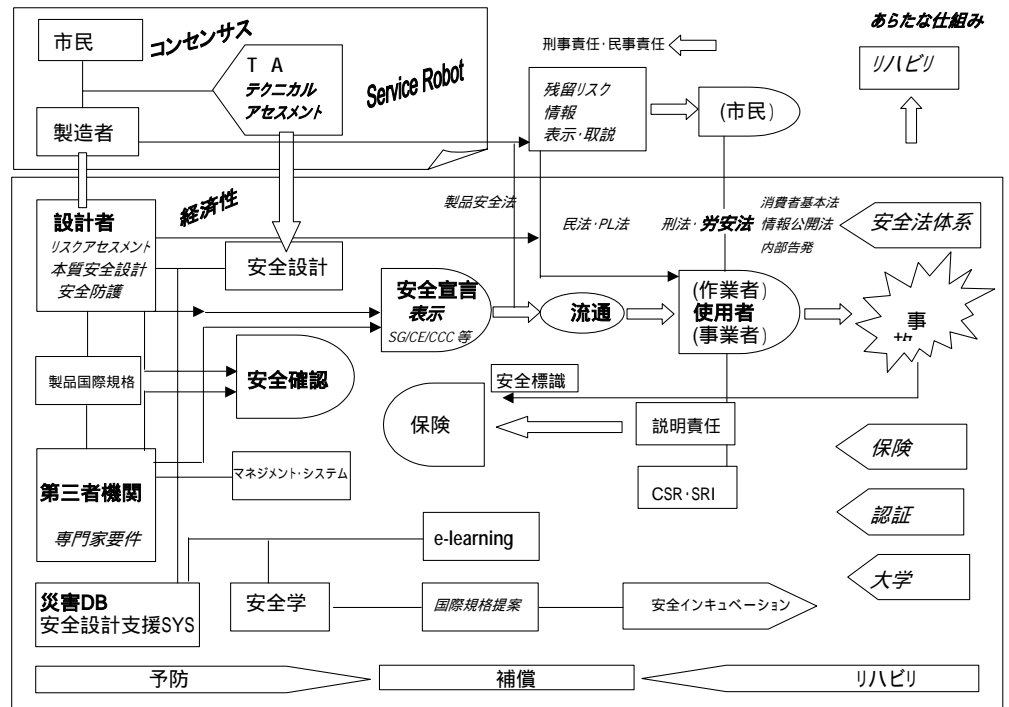 市民
コンセンサス
T A
テクニカル
アセスメント
Service Robot
製造者
刑事責任・民事責任
残留リスク
情報
表示・取説
(市民)
あらたな仕組み
リハビリ
設計者
リスクアセスメント
本質安全設計
安全防護
経済性
安全設計
製品安全法
民法・PL法
刑法・労安法
消費者基本法
情報公開法
内部告発
安全法体系
安全宣言
表示
SG/CE/CCC 等
流通
(作業者)
使用者
(事業者)
事
製品国際規格
安全確認
安全標識
保険
説明責任
CSR・SRI
第三者機関
専門家要件
マネジメント・システム
保険
認証
大学
e-learning
災害DB
安全設計支援SYS
安全学
国際規格提案
安全インキュベーション
予防
補償
リハビリ